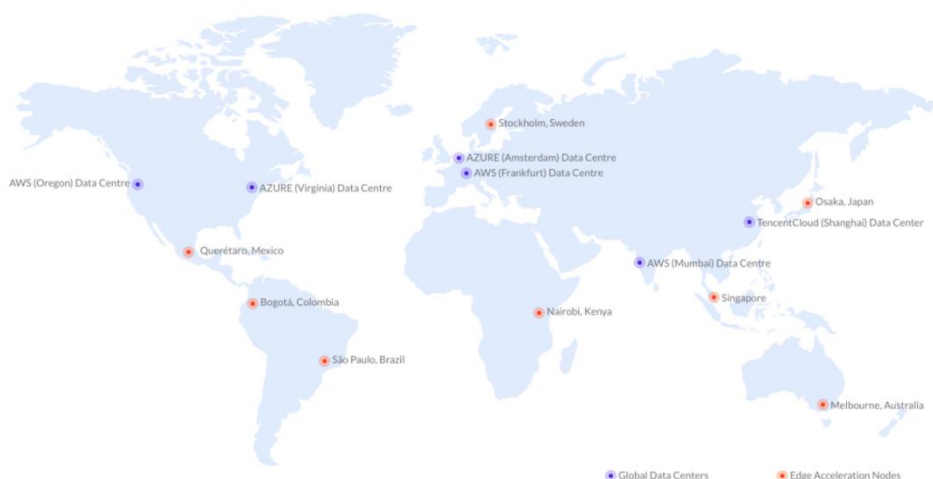 Stockholm, Sweden
AZURE (Amsterdam) Data Centre
AWS (Frankfurt) Data Centre
AWS (Oregon) Data Centre
AZURE (Virginia) Data Centre
Osaka, Japan
TencentCloud (Shanghai) Data Center
Querétaro, Mexico
AWS (Mumbai) Data Centre
Singapore
Bogotá, Colombia
Nairobi, Kenya
São Paulo, Brazil
Melbourne, Australia
Global Data Centers
Edge Acceleration Nodes